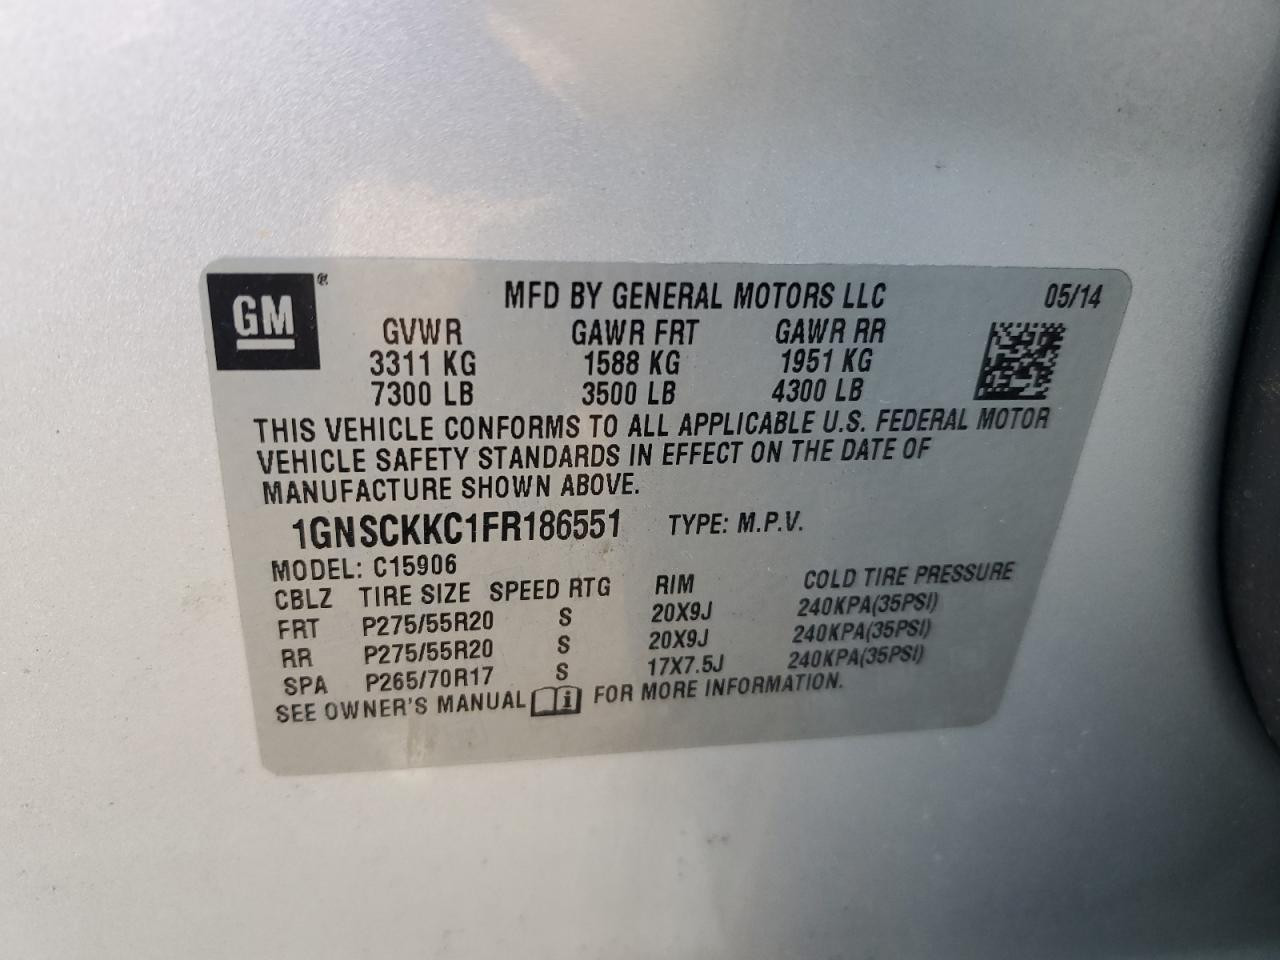 GM ®
MFD BY GENERAL MOTORS LLC 05/14
GVWR GAWR FRT GAWR RR
3311 KG 1588 KG 1951 KG
7300 LB 3500 LB 4300 LB
THIS VEHICLE CONFORMS TO ALL APPLICABLE U.S. FEDERAL MOTOR
VEHICLE SAFETY STANDARDS IN EFFECT ON THE DATE OF
MANUFACTURE SHOWN ABOVE.
1GNSCKKC1FR186551 TYPE: M.P.V.
MODEL: C15906
CBLZ TIRE SIZE SPEED RTG RIM COLD TIRE PRESSURE
FRT P275/55R20 S 20X9J 240KPA(35PSI)
RR P275/55R20 S 20X9J 240KPA(35PSI)
SPA P265/70R17 S 17X7.5J 240KPA(35PSI)
SEE OWNER'S MANUAL i FOR MORE INFORMATION.